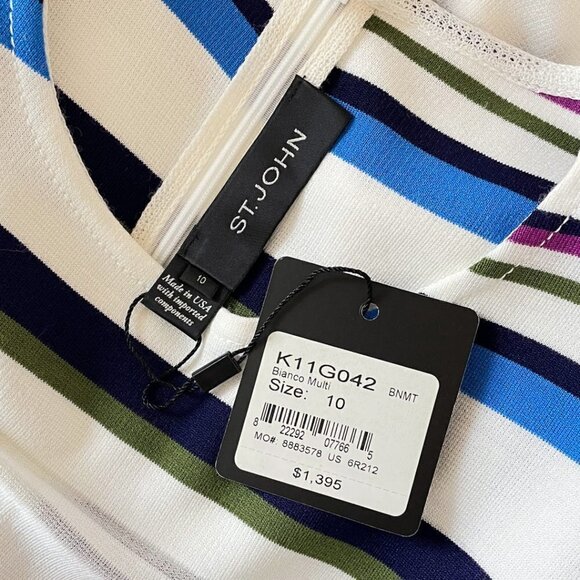 ST. JOHN
10
Made in USA
with imported
components
K11G042 BNMT
Bianco Multi
Size: 10
8 22292 07766 5
MO# 8883578 US 6R212
$1,395